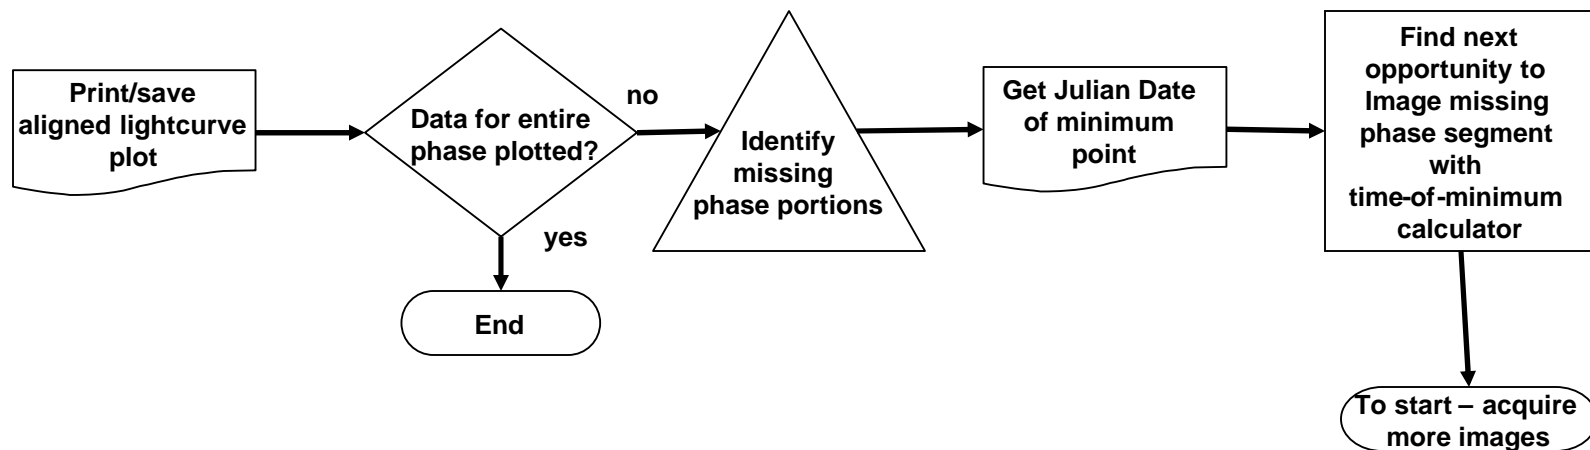 Print/save
aligned lightcurve
plot
Data for entire
phase plotted?
no
yes
End
Identify
missing
phase portions
Get Julian Date
of minimum
point
Find next
opportunity to
Image missing
phase segment
with
time-of-minimum
calculator
To start – acquire
more images